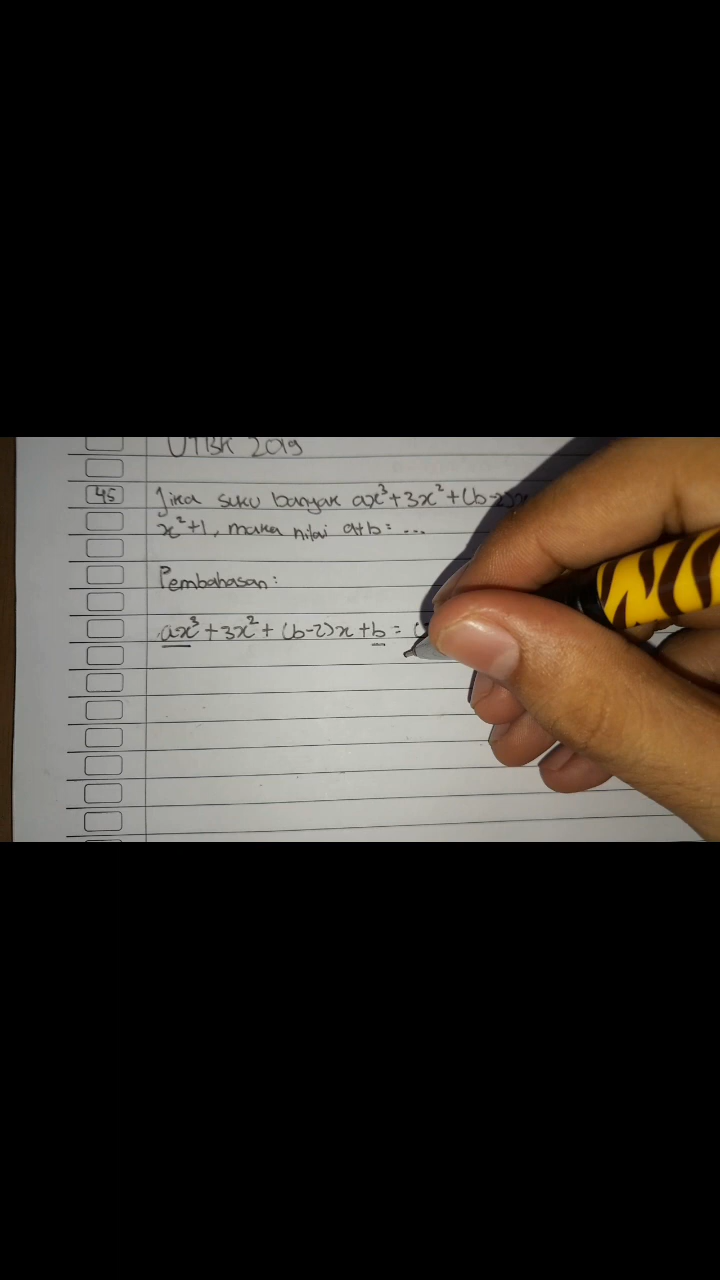 UTBK 2019
45 Jika suku banyak ax³+3x²+(b-2)x
x²+1, maka nilai a+b= ...
Pembahasan:
ax³+3x²+(b-2)x+b=(